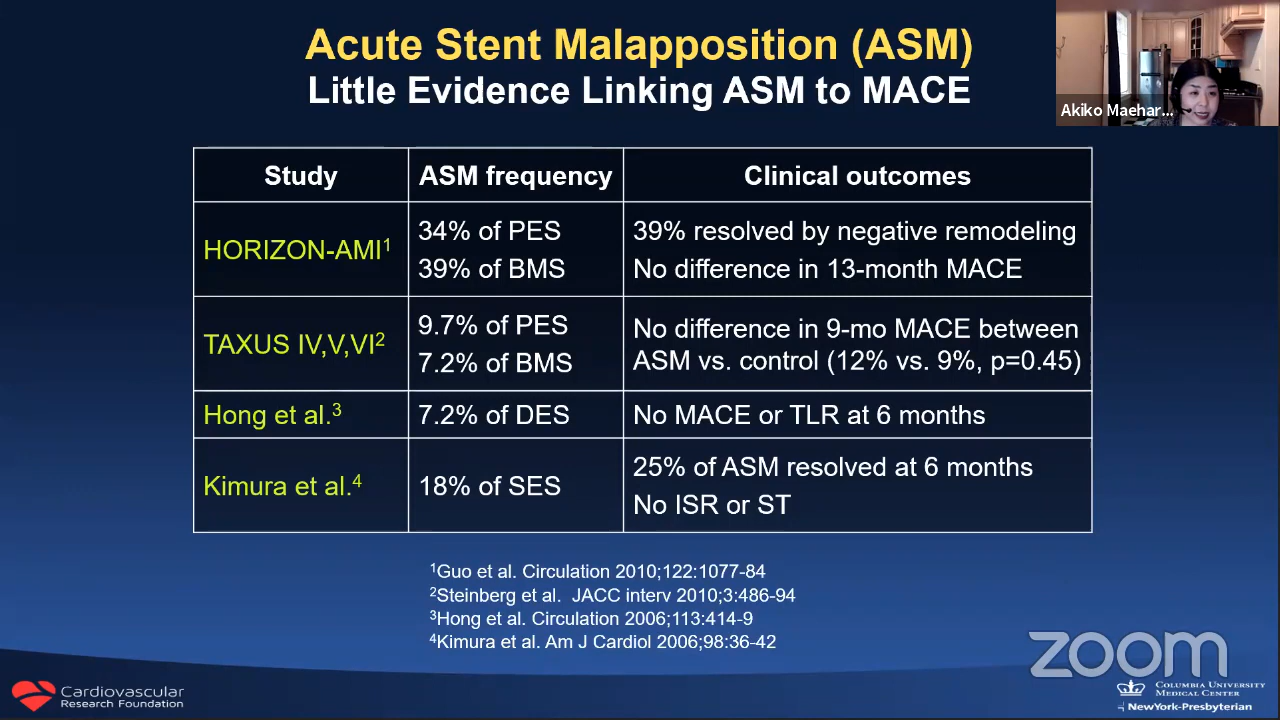 Acute Stent Malapposition (ASM)
Little Evidence Linking ASM to MACE
Akiko Maehar...
Study
ASM frequency
Clinical outcomes
HORIZON-AMI¹
34% of PES
39% of BMS
39% resolved by negative remodeling
No difference in 13-month MACE
TAXUS IV,V,VI²
9.7% of PES
7.2% of BMS
No difference in 9-mo MACE between
ASM vs. control (12% vs. 9%, p=0.45)
Hong et al.³
7.2% of DES
No MACE or TLR at 6 months
Kimura et al.⁴
18% of SES
25% of ASM resolved at 6 months
No ISR or ST
¹Guo et al. Circulation 2010;122:1077-84
²Steinberg et al. JACC interv 2010;3:486-94
³Hong et al. Circulation 2006;113:414-9
⁴Kimura et al. Am J Cardiol 2006;98:36-42
zoom
Cardiovascular
Research Foundation
COLUMBIA UNIVERSITY
MEDICAL CENTER
NewYork-Presbyterian